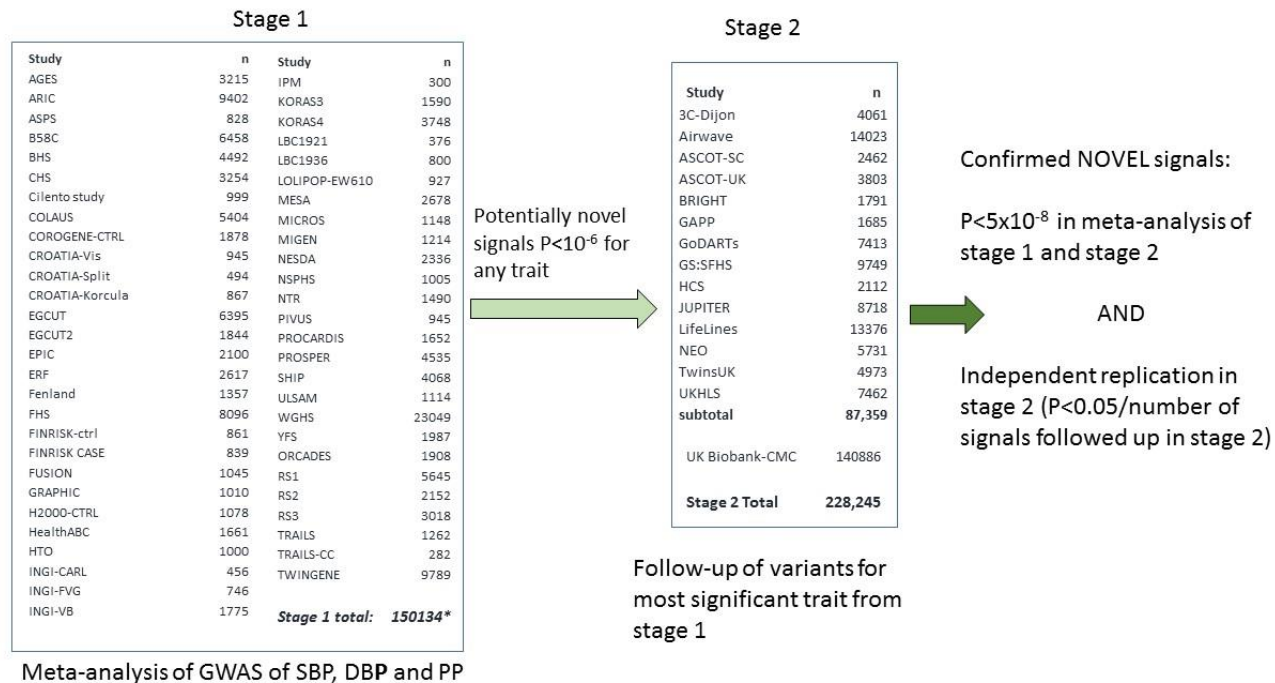 Stage 1
Study n Study n
AGES 3215 IPM 300
ARIC 9402 KORAS3 1590
ASPS 828 KORAS4 3748
B58C 6458 LBC1921 376
BHS 4492 LBC1936 800
CHS 3254 LOLIPOP-EW610 927
Cilento study 999 MESA 2678
COLAUS 5404 MICROS 1148
COROGENE-CTRL 1878 MIGEN 1214
CROATIA-Vis 945 NESDA 2336
CROATIA-Split 494 NSPHS 1005
CROATIA-Korcula 867 NTR 1490
EGCUT 6395 PIVUS 945
EGCUT2 1844 PROCARDIS 1652
EPIC 2100 PROSPER 4535
ERF 2617 SHIP 4068
Fenland 1357 ULSAM 1114
FHS 8096 WGHS 23049
FINRISK-ctrl 861 YFS 1987
FINRISK CASE 839 ORCADES 1908
FUSION 1045 RS1 5645
GRAPHIC 1010 RS2 2152
H2000-CTRL 1078 RS3 3018
HealthABC 1661 TRAILS 1262
HTO 1000 TRAILS-CC 282
INGI-CARL 456 TWINGENE 9789
INGI-FVG 746
INGI-VB 1775 Stage 1 total: 150134*
Meta-analysis of GWAS of SBP, DBP and PP
Potentially novel
signals P<10⁻⁶ for
any trait
Stage 2
Study n
3C-Dijon 4061
Airwave 14023
ASCOT-SC 2462
ASCOT-UK 3803
BRIGHT 1791
GAPP 1685
GoDARTs 7413
GS:SFHS 9749
HCS 2112
JUPITER 8718
LifeLines 13376
NEO 5731
TwinsUK 4973
UKHLS 7462
subtotal 87,359
UK Biobank-CMC 140886
Stage 2 Total 228,245
Follow-up of variants for
most significant trait from
stage 1
Confirmed NOVEL signals:
P<5x10⁻⁸ in meta-analysis of
stage 1 and stage 2
AND
Independent replication in
stage 2 (P<0.05/number of
signals followed up in stage 2)